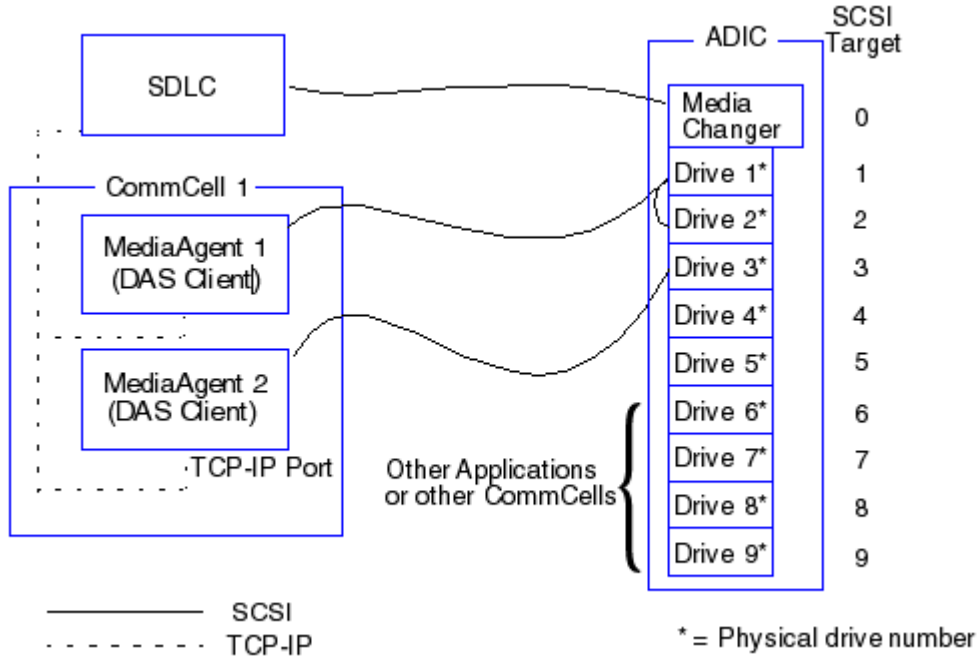 SCSI
Target
ADIC
SDLC
Media
Changer
0
Drive 1*
1
CommCell 1
Drive 2*
2
MediaAgent 1
(DAS Client)
Drive 3*
3
Drive 4*
4
Drive 5*
5
MediaAgent 2
(DAS Client)
Drive 6*
6
TCP-IP Port
Other Applications
or other CommCells
Drive 7*
7
Drive 8*
8
Drive 9*
9
SCSI
TCP-IP
* = Physical drive number